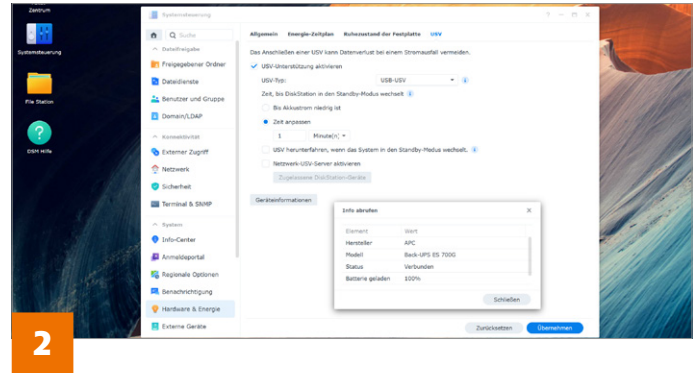 Zentrum
Systemsteuerung
File Station
DSM Hilfe
Systemsteuerung
Suche
Dateifreigabe
Freigegebener Ordner
Dateidienste
Benutzer und Gruppe
Domain/LDAP
Konnektivität
Externer Zugriff
Netzwerk
Sicherheit
Terminal & SNMP
System
Info-Center
Anmeldeportal
Regionale Optionen
Benachrichtigung
Hardware & Energie
Externe Geräte
Allgemein Energie-Zeitplan Ruhezustand der Festplatte USV
Das Anschließen einer USV kann Datenverlust bei einem Stromausfall vermeiden.
USV-Unterstützung aktivieren
USV-Typ: USB-USV
Zeit, bis DiskStation in den Standby-Modus wechselt
Bis Akkustrom niedrig ist
Zeit anpassen
1 Minute(n)
USV herunterfahren, wenn das System in den Standby-Modus wechselt.
Netzwerk-USV-Server aktivieren
Zugelassene DiskStation-Geräte
Geräteinformationen
Info abrufen
Element Wert
Hersteller APC
Modell Back-UPS ES 700G
Status Verbunden
Batterie geladen 100%
Schließen
Zurücksetzen Übernehmen
2